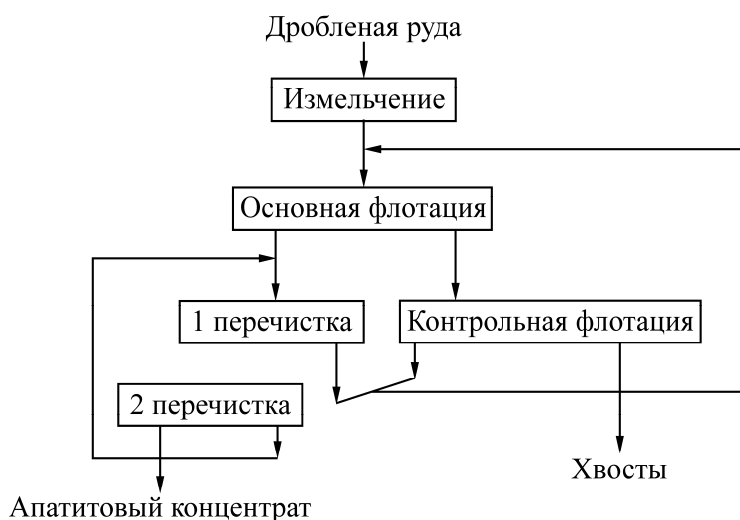 Дробленая руда
Измельчение
Основная флотация
1 перечистка
Контрольная флотация
2 перечистка
Хвосты
Апатитовый концентрат